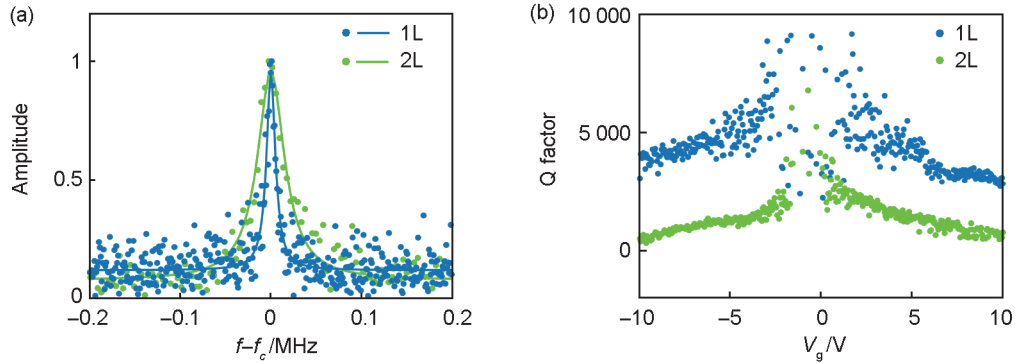 (a)
1L
2L
1
0.5
0
Amplitude
−0.2
−0.1
0
0.1
0.2
f−fc/MHz
(b)
1L
2L
10 000
5 000
0
Q factor
−10
−5
0
5
10
Vg/V